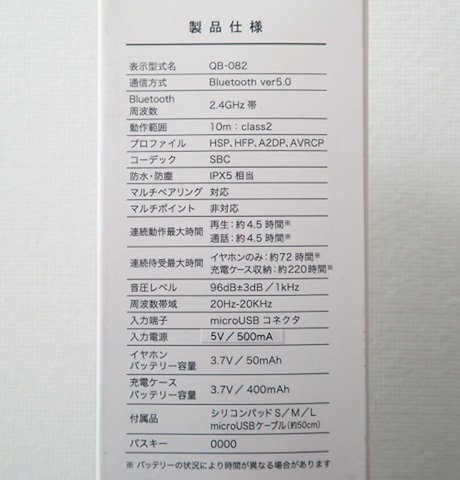 製品仕様
表示型式名 QB-082
通信方式 Bluetooth ver5.0
Bluetooth
周波数 2.4GHz 帯
動作範囲 10m：class2
プロファイル HSP、HFP、A2DP、AVRCP
コーデック SBC
防水・防塵 IPX5 相当
マルチペアリング 対応
マルチポイント 非対応
連続動作最大時間 再生：約4.5 時間※
通話：約4.5 時間※
連続待受最大時間 イヤホンのみ：約72時間※
充電ケース収納：約220時間※
音圧レベル 96dB±3dB／1kHz
周波数帯域 20Hz-20KHz
入力端子 microUSB コネクタ
入力電源 5V／500mA
イヤホン
バッテリー容量 3.7V／50mAh
充電ケース
バッテリー容量 3.7V／400mAh
付属品 シリコンパッド S／M／L
microUSBケーブル（約50cm）
パスキー 0000
※ バッテリーの状況により時間が異なる場合があります